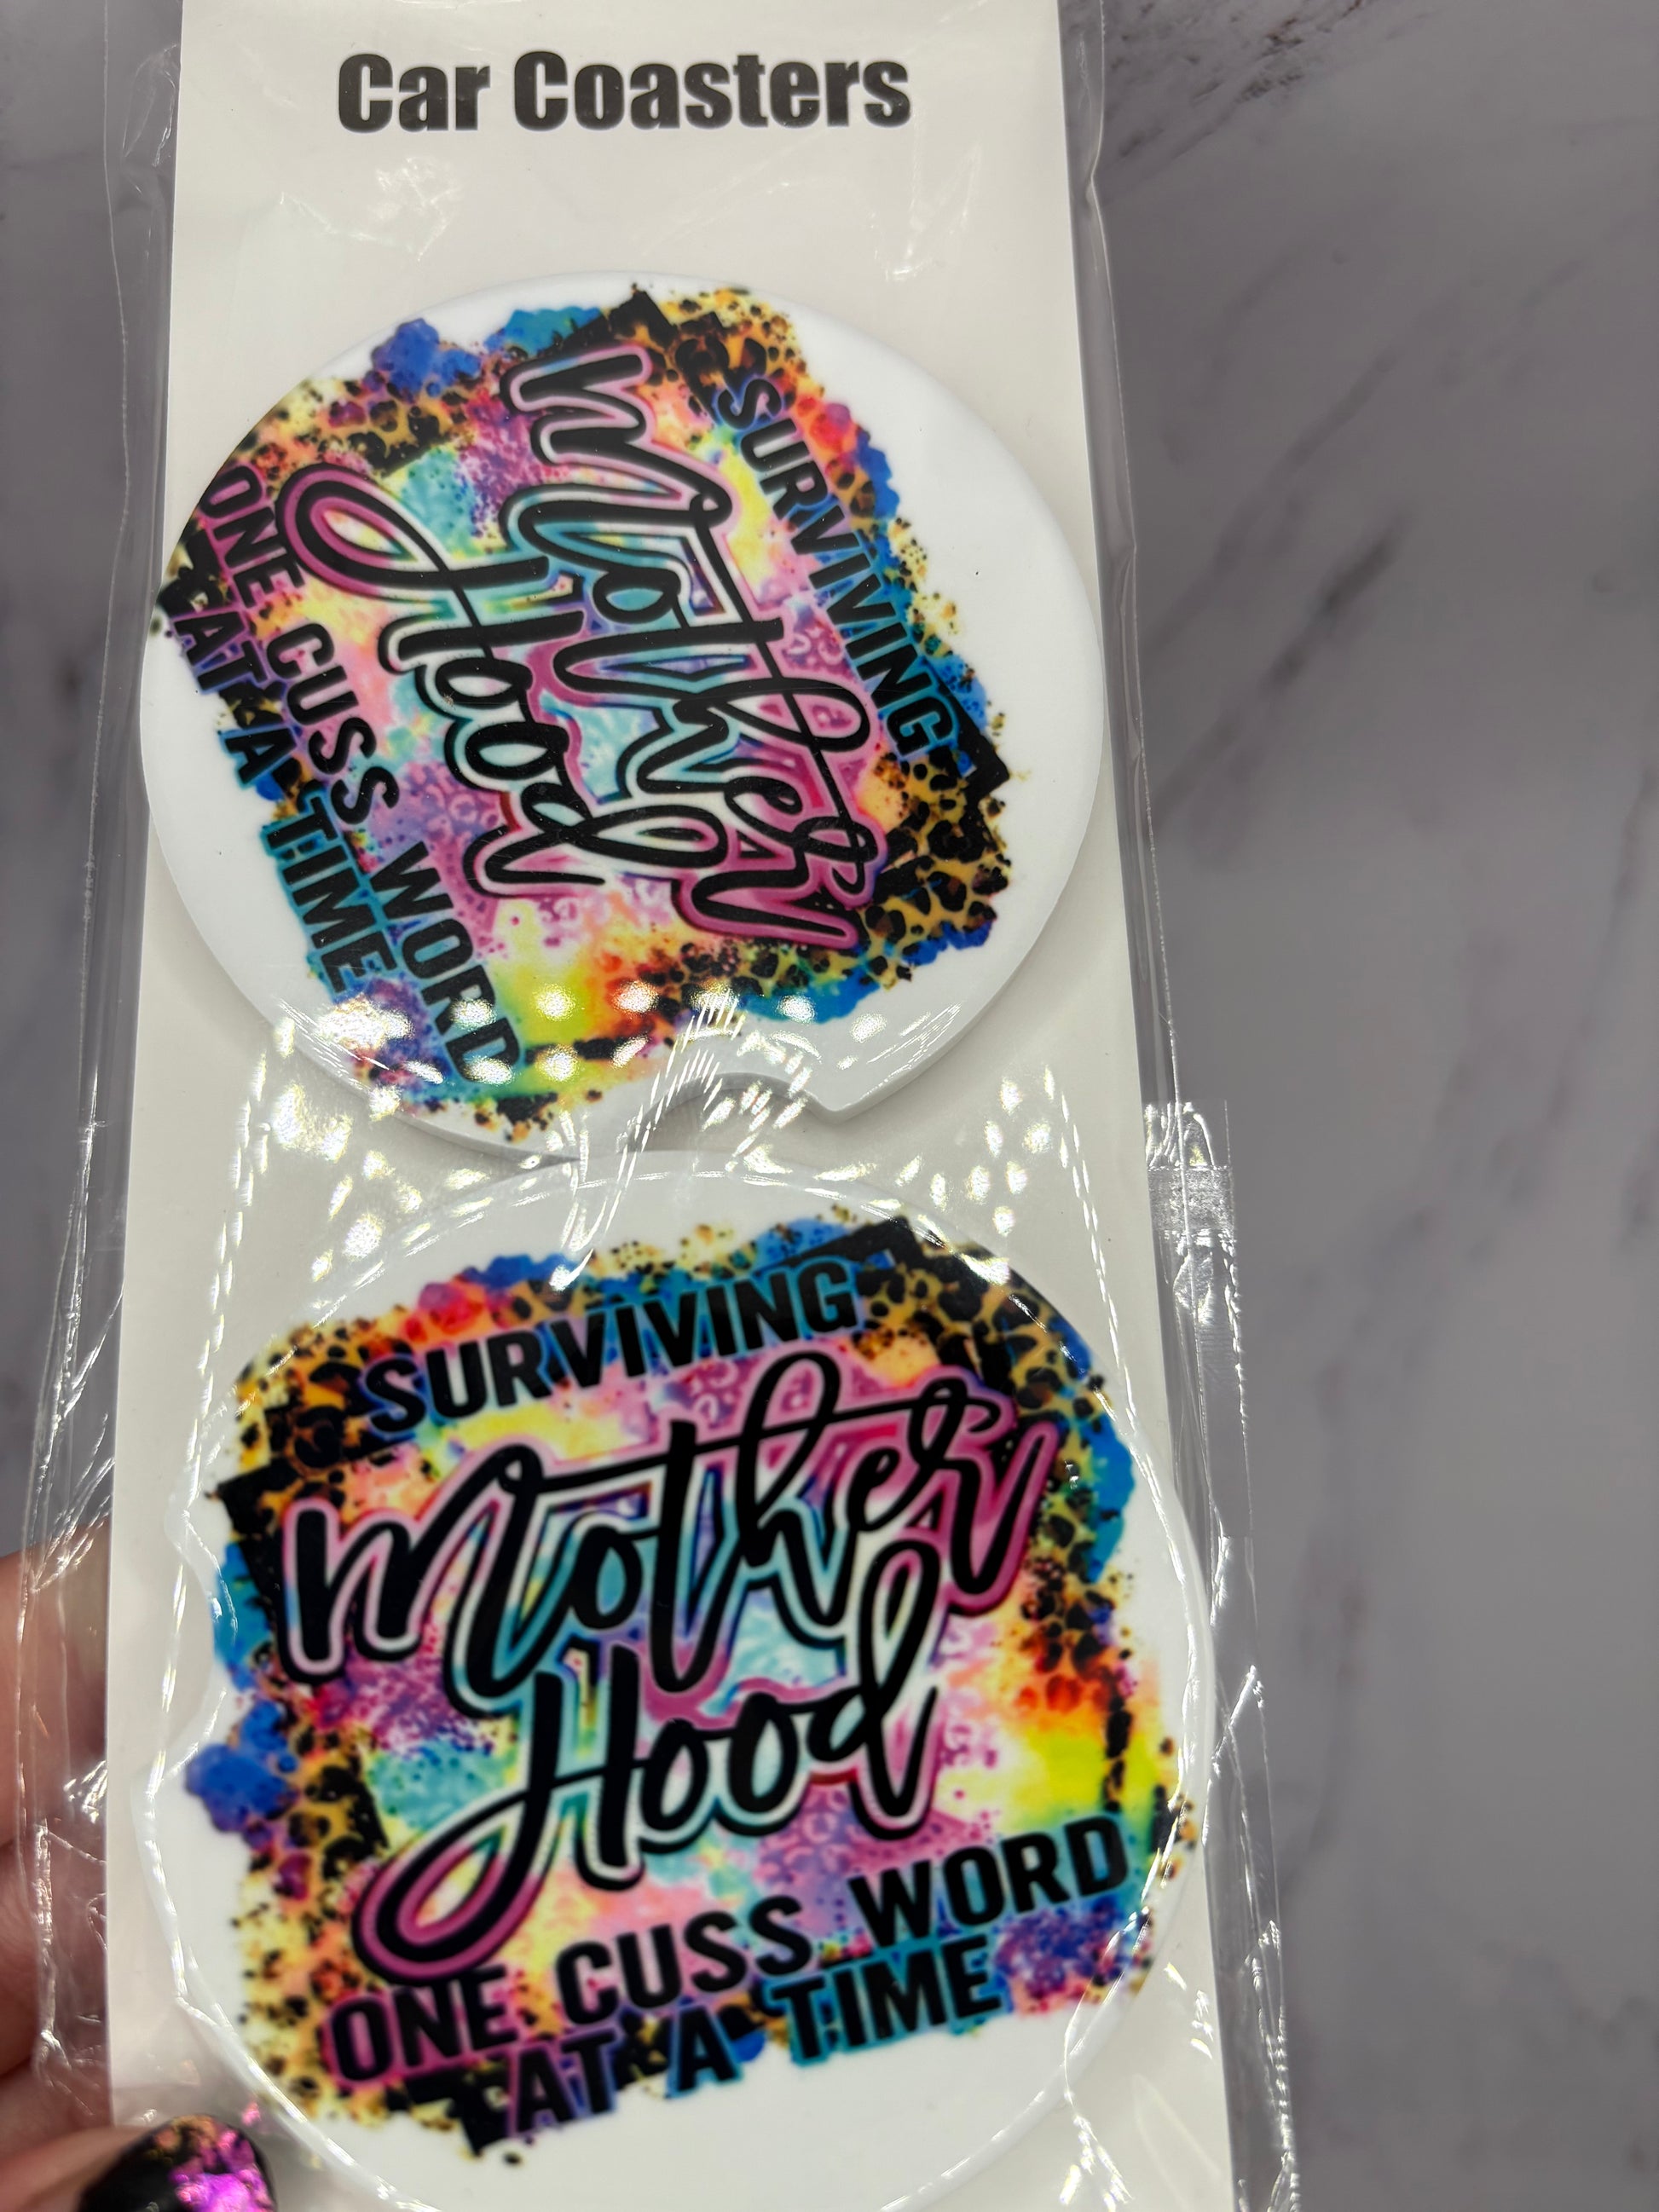 Car Coasters
SURVIVING
Mother
Hood
ONE CUSS WORD
AT A TIME
SURVIVING
Mother
Hood
ONE CUSS WORD
AT A TIME